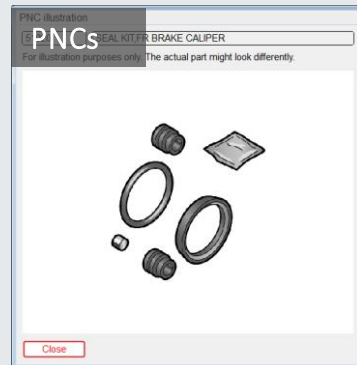 PNC illustration
PNCs
SEAL KIT,FR BRAKE CALIPER
For illustration purposes only. The actual part might look differently.
Close